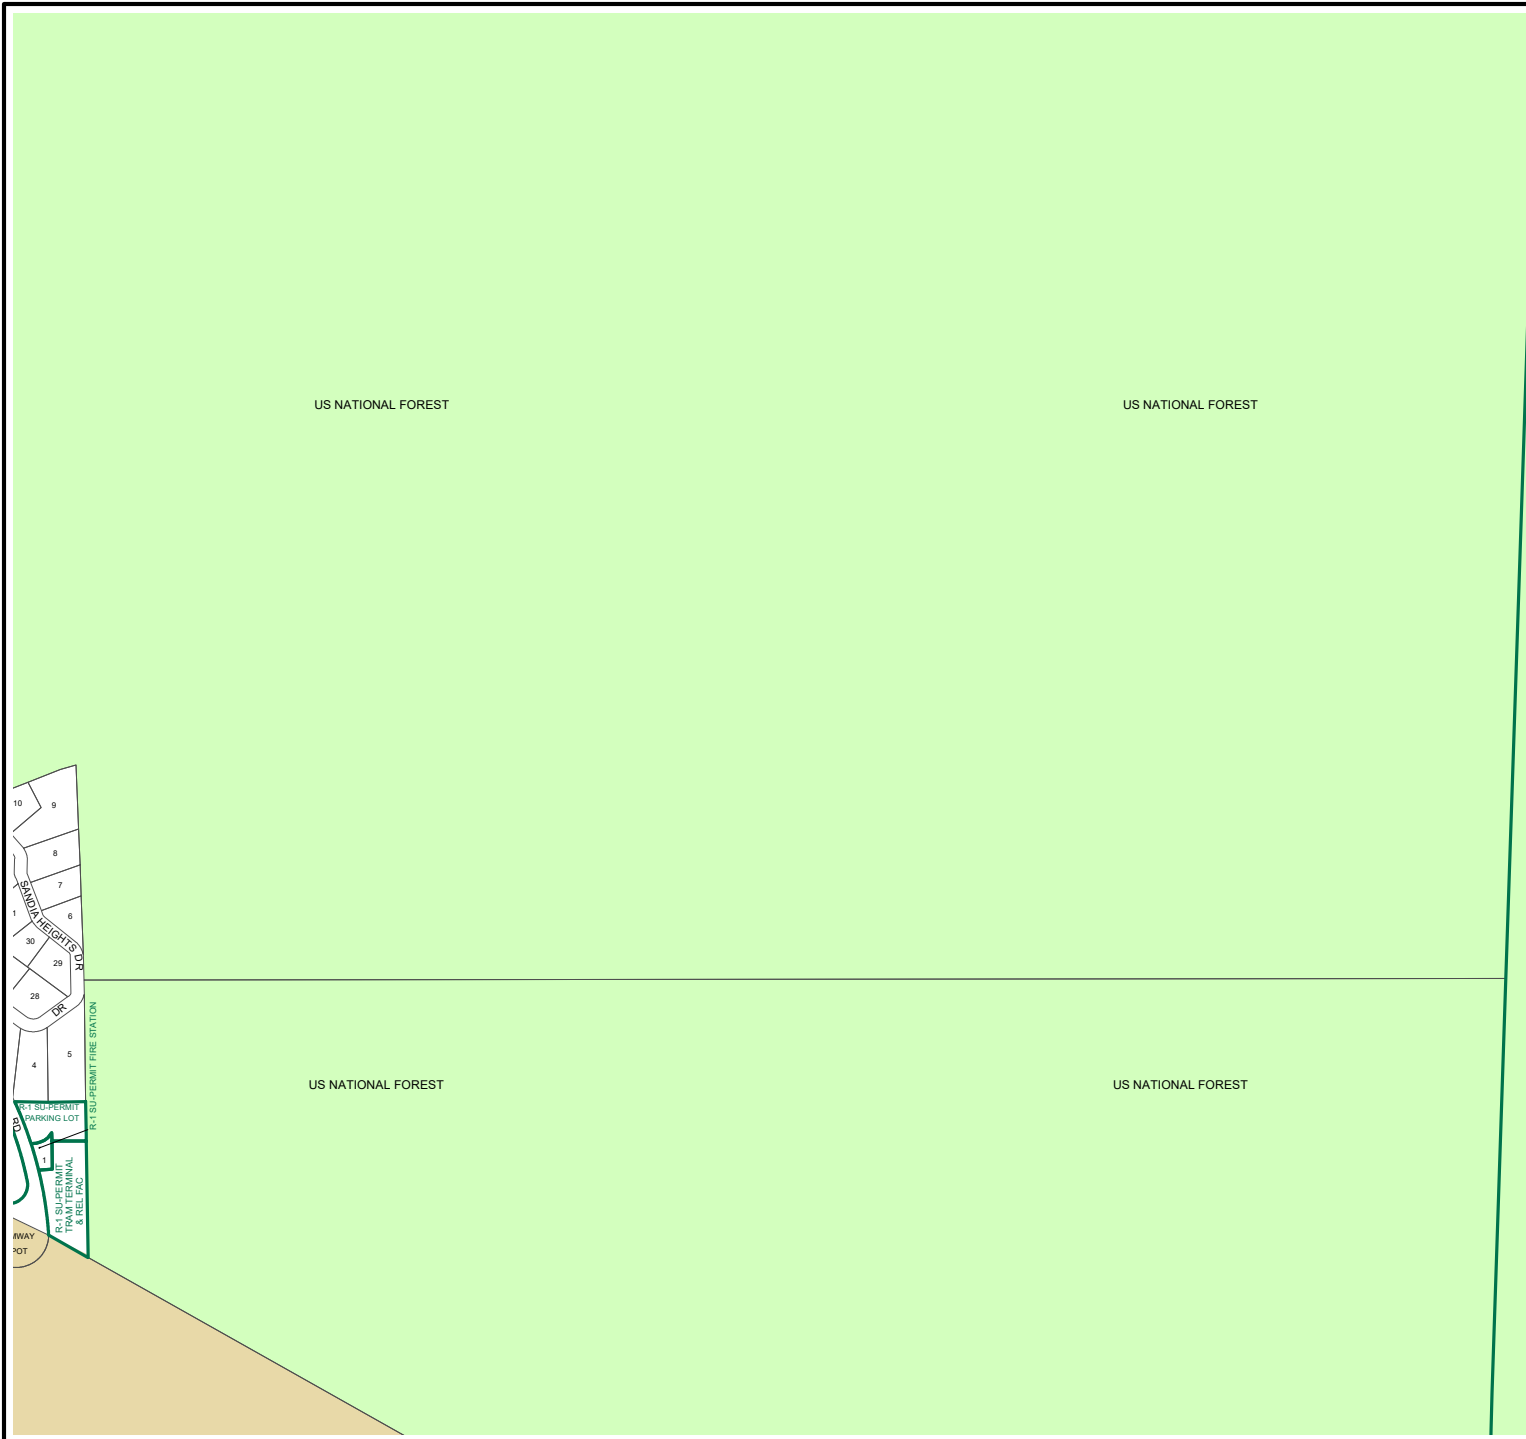 US NATIONAL FOREST
US NATIONAL FOREST
10
9
8
7
SANDIA HEIGHTS DR
1
6
30
29
28
DR
R-1 SU-PERMIT FIRE STATION
5
4
US NATIONAL FOREST
US NATIONAL FOREST
R-1 SU-PERMIT
PARKING LOT
RD
1
R-1 SU-PERMIT
TRAM TERMINAL
& REL FAC
MWAY
POT